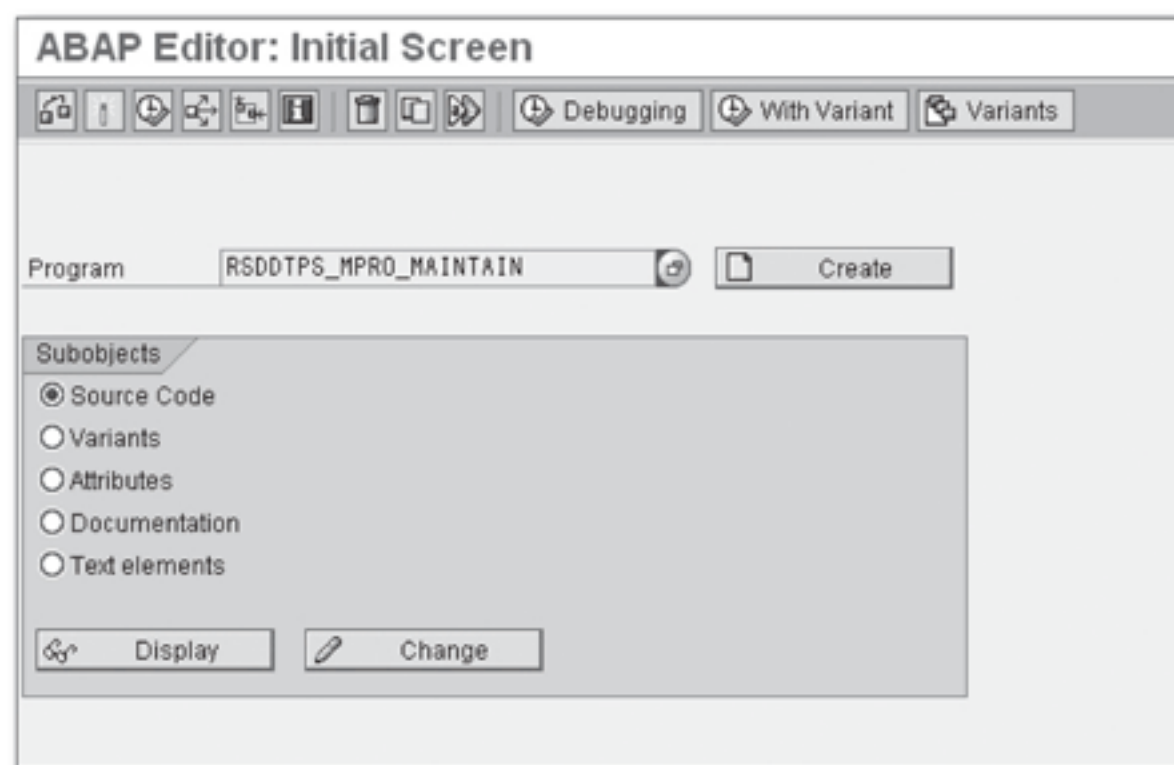 ABAP Editor: Initial Screen
Debugging With Variant Variants
Program RSDDTPS_MPRO_MAINTAIN Create
Subobjects
Source Code
Variants
Attributes
Documentation
Text elements
Display Change